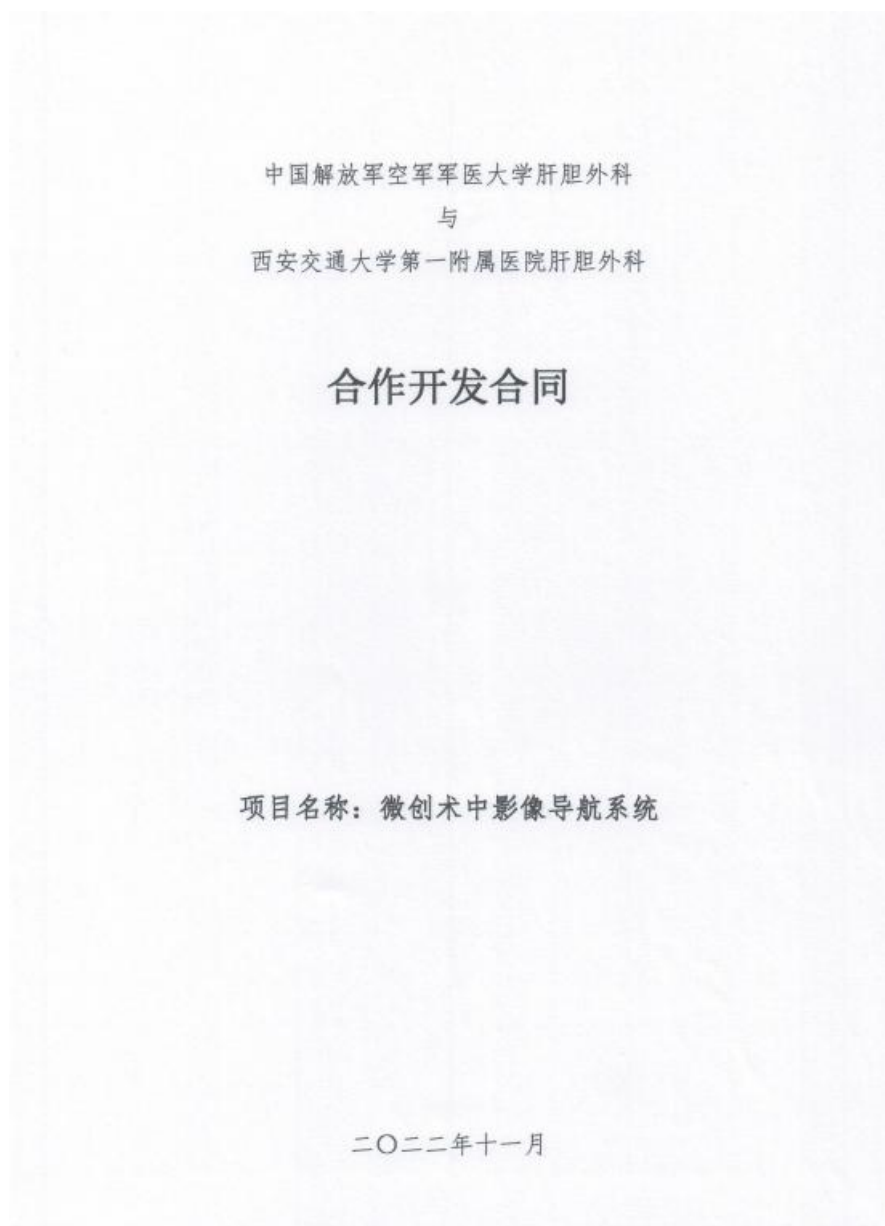 中国解放军空军军医大学肝胆外科
与
西安交通大学第一附属医院肝胆外科
合作开发合同
项目名称：微创术中影像导航系统
二〇二二年十一月